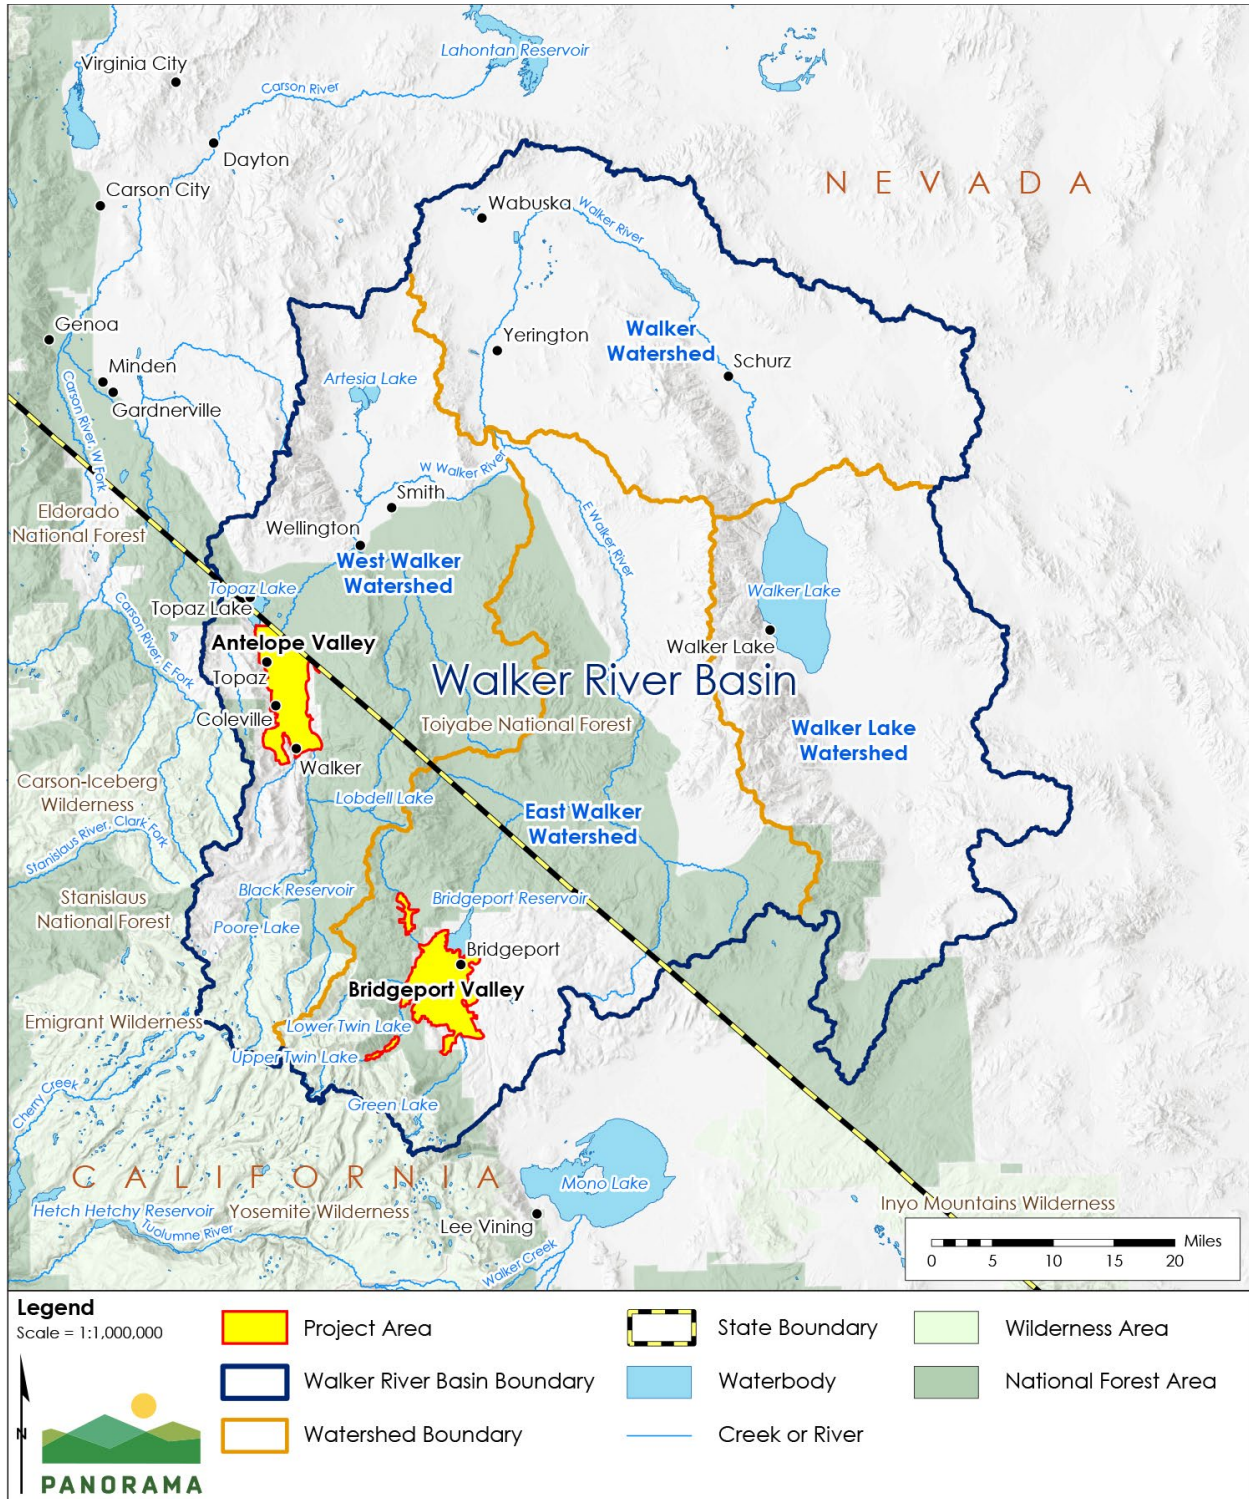 Lahontan Reservoir
Virginia City
Carson River
Dayton
Carson City
NEVADA
Wabuska
Walker River
Genoa
Yerington
Walker
Watershed
Schurz
Minden
Artesia Lake
Gardnerville
Carson River, W Fork
W Walker River
Smith
Eldorado
National Forest
Wellington
E Walker River
West Walker
Watershed
Topaz Lake
Topaz Lake
Walker Lake
Carson River, E Fork
Antelope Valley
Walker Lake
Topaz
Walker River Basin
Coleville
Toiyabe National Forest
Walker Lake
Watershed
Walker
Carson-Iceberg
Wilderness
Lobdell Lake
East Walker
Watershed
Stanislaus River, Clark Fork
Black Reservoir
Bridgeport Reservoir
Stanislaus
National Forest
Poore Lake
Bridgeport
Bridgeport Valley
Emigrant Wilderness
Lower Twin Lake
Upper Twin Lake
Cherry Creek
Green Lake
CALIFORNIA
Mono Lake
Hetch Hetchy Reservoir
Yosemite Wilderness
Inyo Mountains Wilderness
Tuolumne River
Lee Vining
Walker Creek
Miles
0 5 10 15 20
Legend
Scale = 1:1,000,000
Project Area
State Boundary
Wilderness Area
Walker River Basin Boundary
Waterbody
National Forest Area
Watershed Boundary
Creek or River
N
PANORAMA